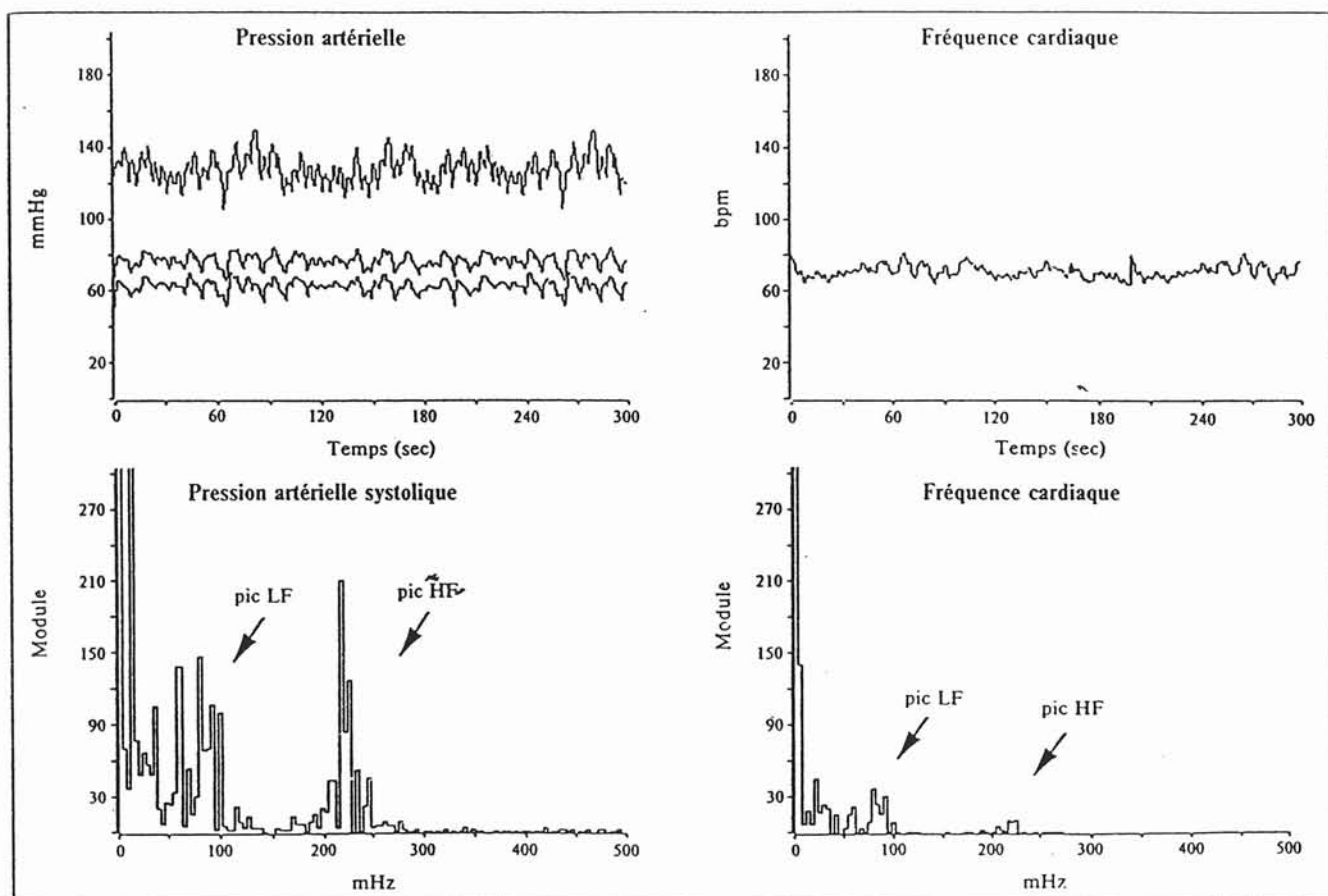 Pression artérielle
180
140
100
60
20
mmHg
0 60 120 180 240 300
Temps (sec)
Fréquence cardiaque
180
140
100
60
20
bpm
0 60 120 180 240 300
Temps (sec)
Pression artérielle systolique
270
210
150
90
30
Module
pic LF
pic HF
0 100 200 300 400 500
mHz
Fréquence cardiaque
270
210
150
90
30
Module
pic LF
pic HF
0 100 200 300 400 500
mHz